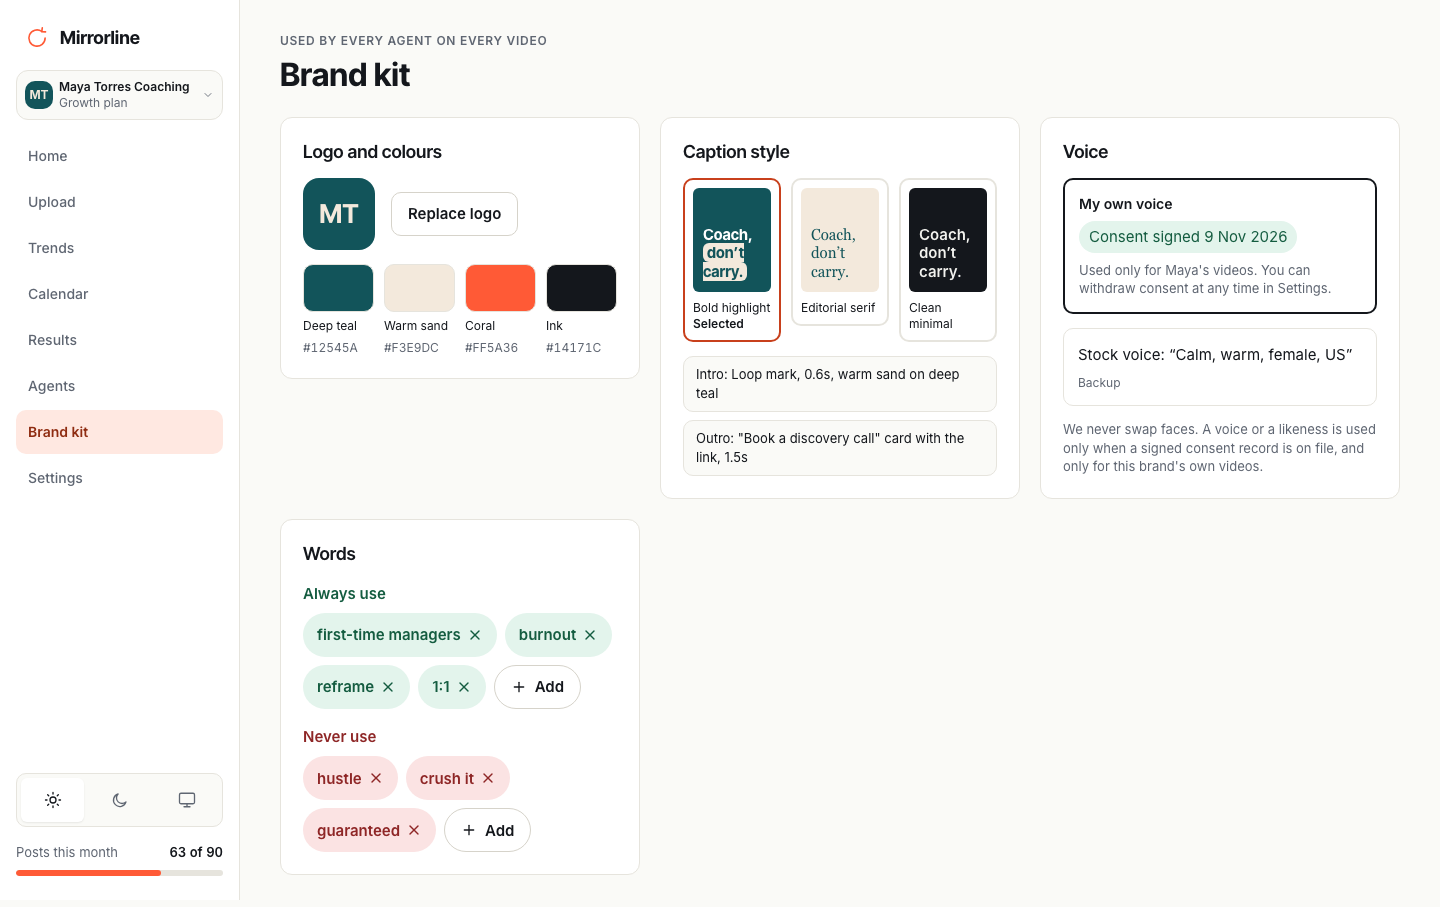 Mirrorline
MT
Maya Torres Coaching
Growth plan
Home
Upload
Trends
Calendar
Results
Agents
Brand kit
Settings
Posts this month
63 of 90
USED BY EVERY AGENT ON EVERY VIDEO
Brand kit
Logo and colours
MT
Replace logo
Deep teal
#12545A
Warm sand
#F3E9DC
Coral
#FF5A36
Ink
#14171C
Caption style
Coach,
don’t
carry.
Bold highlight
Selected
Coach,
don’t
carry.
Editorial serif
Coach,
don’t
carry.
Clean
minimal
Intro: Loop mark, 0.6s, warm sand on deep
teal
Outro: "Book a discovery call" card with the
link, 1.5s
Voice
My own voice
Consent signed 9 Nov 2026
Used only for Maya's videos. You can
withdraw consent at any time in Settings.
Stock voice: “Calm, warm, female, US”
Backup
We never swap faces. A voice or a likeness is used
only when a signed consent record is on file, and
only for this brand's own videos.
Words
Always use
first-time managers
burnout
reframe
1:1
Add
Never use
hustle
crush it
guaranteed
Add